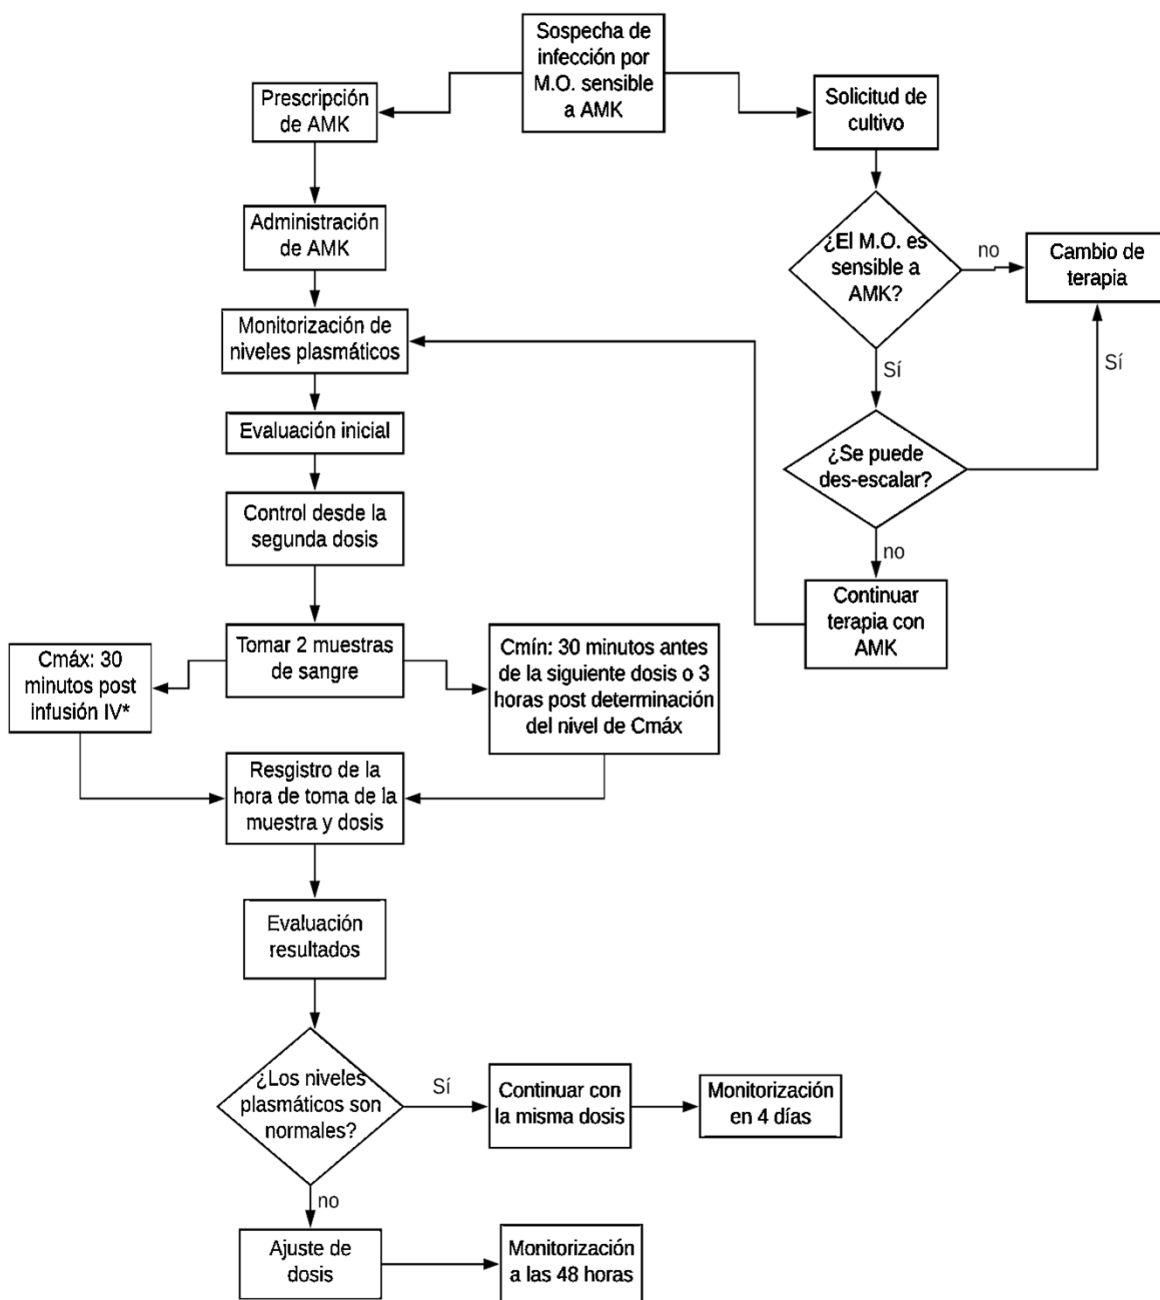 Sospecha de
infección por
M.O. sensible
a AMK
Prescripción
de AMK
Solicitud de
cultivo
Administración
de AMK
¿El M.O. es
sensible a
AMK?
no
Cambio de
terapia
Monitorización de
niveles plasmáticos
Sí
Sí
Evaluación inicial
¿Se puede
des-escalar?
Control desde la
segunda dosis
no
Continuar
terapia con
AMK
Tomar 2 muestras
de sangre
Cmáx: 30
minutos post
infusión IV*
Cmín: 30 minutos antes
de la siguiente dosis o 3
horas post determinación
del nivel de Cmáx
Resgistro de la
hora de toma de la
muestra y dosis
Evaluación
resultados
¿Los niveles
plasmáticos son
normales?
Sí
Continuar con
la misma dosis
Monitorización
en 4 días
no
Ajuste de
dosis
Monitorización
a las 48 horas